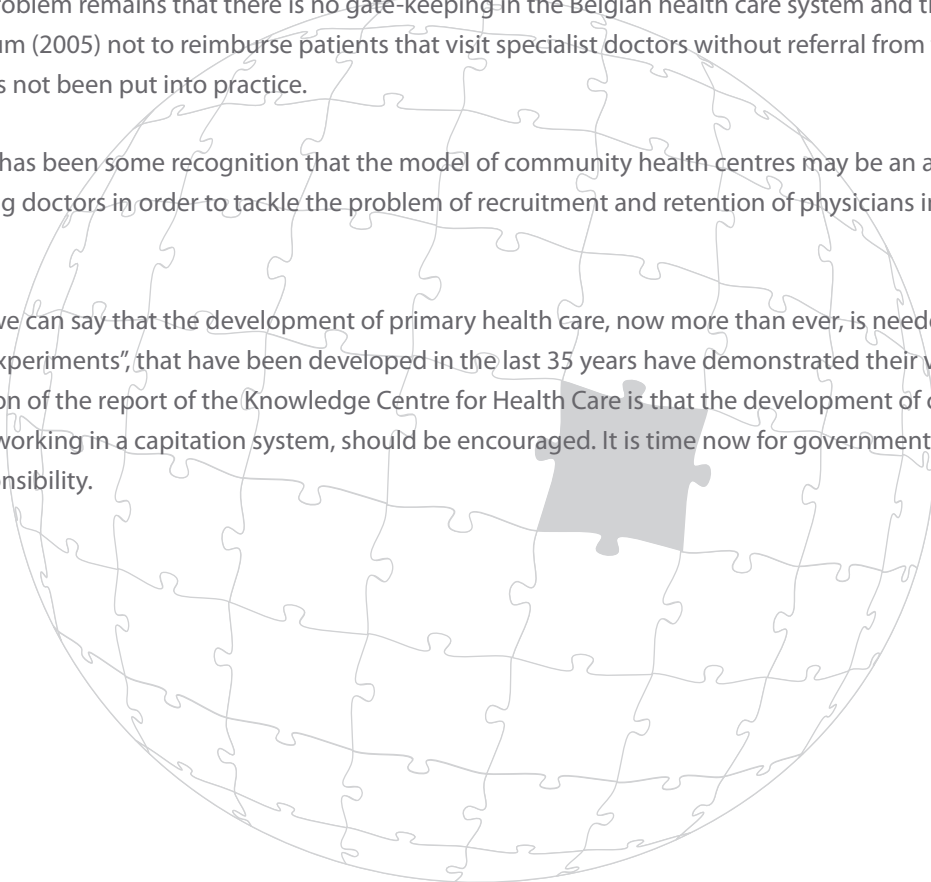 roblem remains that there is no gate-keeping in the Belgian health care system and th
um (2005) not to reimburse patients that visit specialist doctors without referral from
s not been put into practice.
has been some recognition that the model of community health centres may be an a
g doctors in order to tackle the problem of recruitment and retention of physicians in
we can say that the development of primary health care, now more than ever, is neede
xperiments”, that have been developed in the last 35 years have demonstrated their v
on of the report of the Knowledge Centre for Health Care is that the development of c
working in a capitation system, should be encouraged. It is time now for government
nsibility.